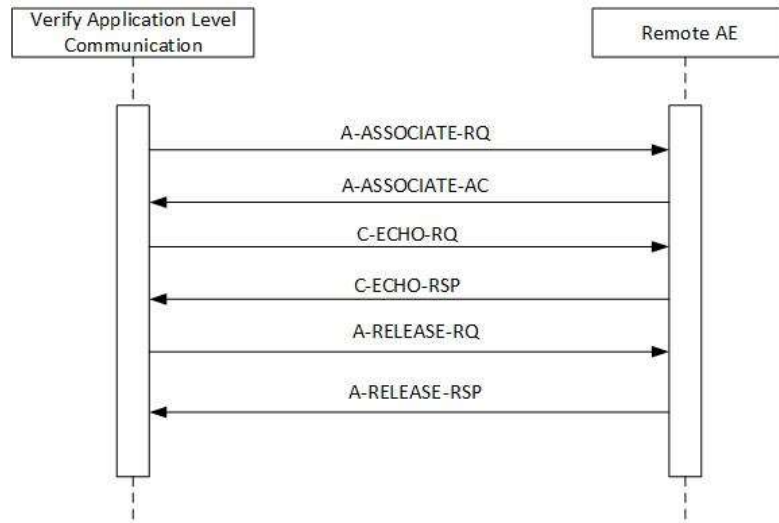 Verify Application Level
Communication
Remote AE
A-ASSOCIATE-RQ
A-ASSOCIATE-AC
C-ECHO-RQ
C-ECHO-RSP
A-RELEASE-RQ
A-RELEASE-RSP